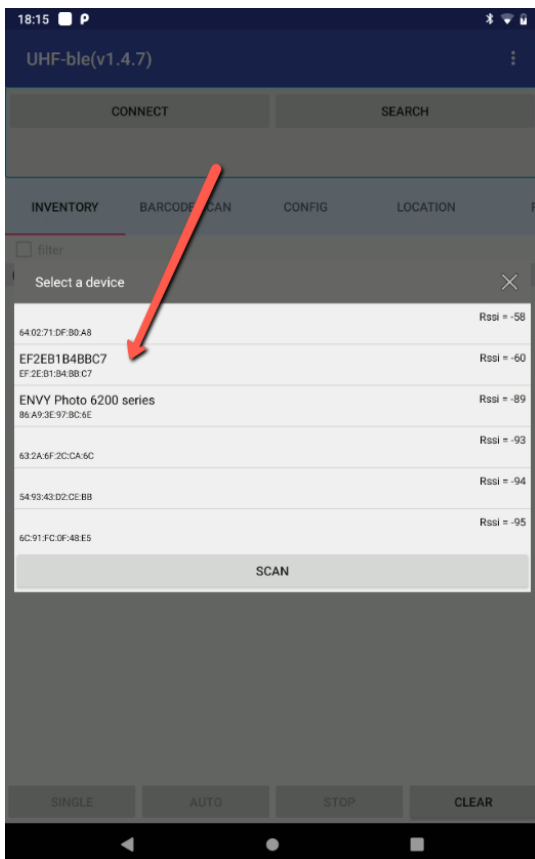 18:15 P
UHF-ble(v1.4.7)
CONNECT SEARCH
INVENTORY BARCODE SCAN CONFIG LOCATION
filter
Select a device
Rssi = -58
64:02:71:DF:B0:A8
EF2EB1B4BBC7 Rssi = -60
EF:2E:B1:B4:BB:C7
ENVY Photo 6200 series Rssi = -89
86:A9:3E:97:BC:6E
Rssi = -93
63:2A:6F:2C:CA:6C
Rssi = -94
54:93:43:D2:CE:BB
Rssi = -95
6C:91:FC:0F:48:E5
SCAN
SINGLE AUTO STOP CLEAR